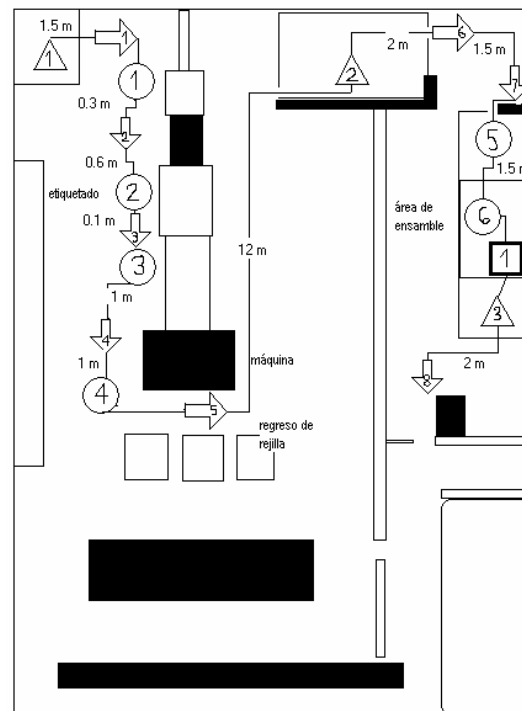 1.5 m
1
1
1
0.3 m
2
0.6 m
etiquetado
2
0.1 m
3
3
1 m
4
1 m
4
5
máquina
regreso de
rejilla
12 m
2
2 m
6
1.5 m
7
5
1.5 m
área de
ensamble
6
1
3
2 m
8